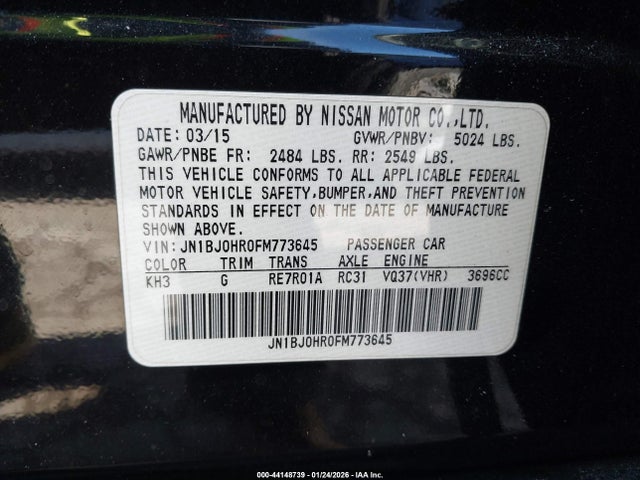 MANUFACTURED BY NISSAN MOTOR CO.,LTD.
DATE: 03/15 GVWR/PNBV: 5024 LBS.
GAWR/PNBE FR: 2484 LBS. RR: 2549 LBS.
THIS VEHICLE CONFORMS TO ALL APPLICABLE FEDERAL
MOTOR VEHICLE SAFETY,BUMPER,AND THEFT PREVENTION
STANDARDS IN EFFECT ON THE DATE OF MANUFACTURE
SHOWN ABOVE.
VIN: JN1BJ0HR0FM773645 PASSENGER CAR
COLOR TRIM TRANS AXLE ENGINE
KH3 G RE7R01A RC31 VQ37(VHR) 3696CC
JN1BJ0HR0FM773645
000-44148739 - 01/24/2026 - IAA Inc.